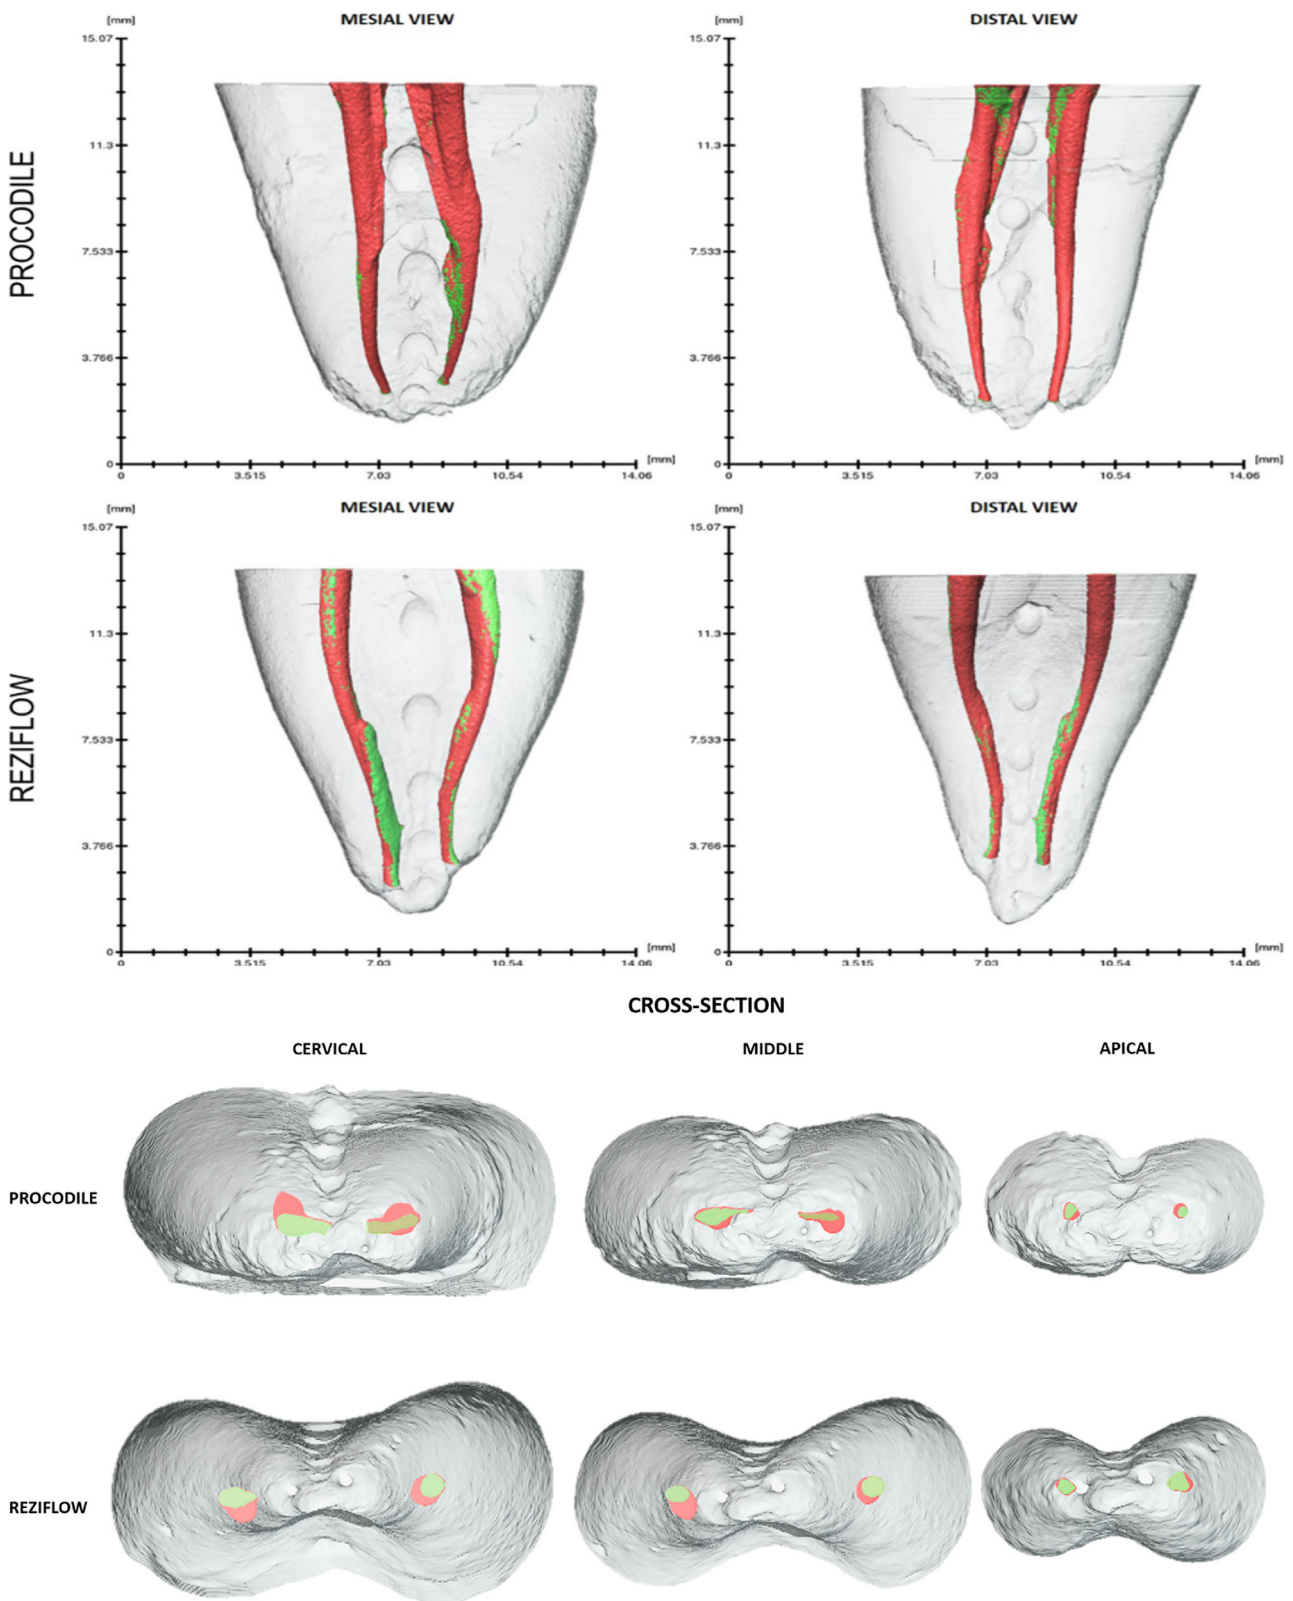 MESIAL VIEW
DISTAL VIEW
[mm]
15.07
11.3
7.533
3.766
0
0 3.515 7.03 10.54 14.06 [mm]
[mm]
15.07
11.3
7.533
3.766
0
0 3.515 7.03 10.54 14.06 [mm]
PROCODILE
MESIAL VIEW
DISTAL VIEW
[mm]
15.07
11.3
7.533
3.766
0
0 3.515 7.03 10.54 14.06 [mm]
[mm]
15.07
11.3
7.533
3.766
0
0 3.515 7.03 10.54 14.06 [mm]
REZIFLOW
CROSS-SECTION
CERVICAL MIDDLE APICAL
PROCODILE
REZIFLOW